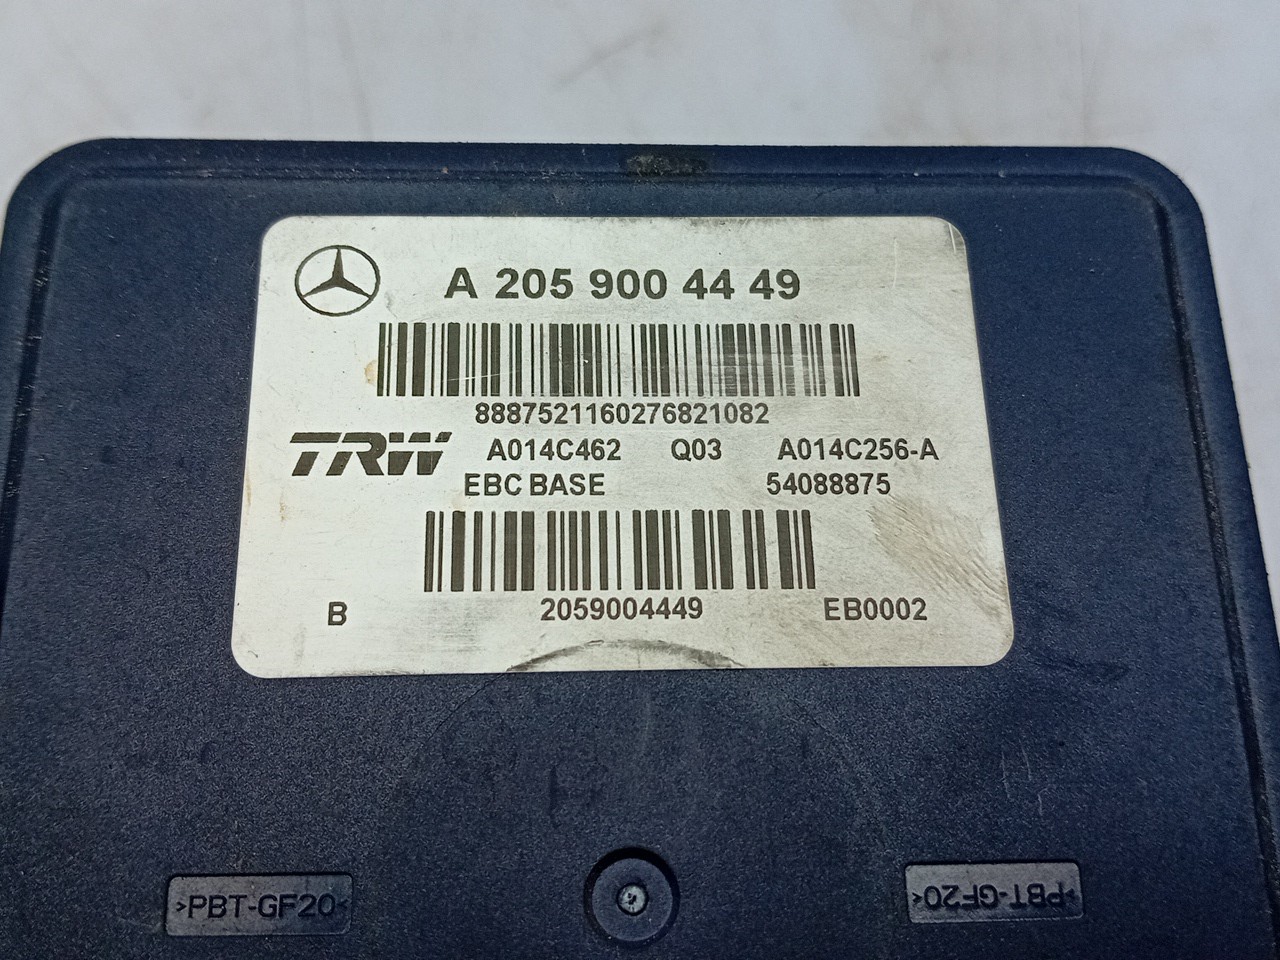 A 205 900 44 49
8887521160276821082
TRW A014C462 Q03 A014C256-A
EBC BASE 54088875
B 2059004449 EB0002
>PBT-GF20< >PBT-GF20<